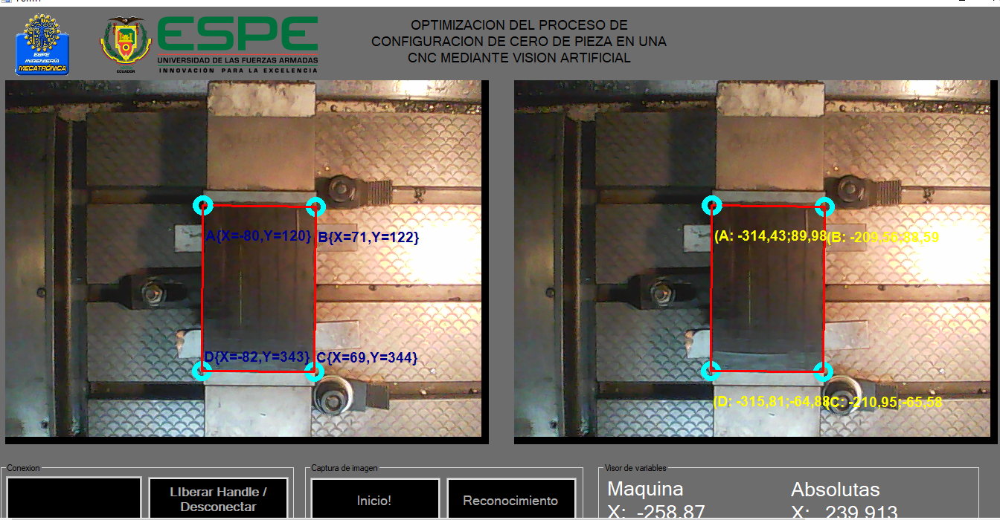 ESPE
INGENIERÍA
MECATRÓNICA
ECUADOR
ESPE
UNIVERSIDAD DE LAS FUERZAS ARMADAS
INNOVACIÓN PARA LA EXCELENCIA
OPTIMIZACION DEL PROCESO DE
CONFIGURACION DE CERO DE PIEZA EN UNA
CNC MEDIANTE VISION ARTIFICIAL
A{X=-80,Y=120} B{X=71,Y=122}
D{X=-82,Y=343} C{X=69,Y=344}
(A: -314,43;89,98 (B: -209,56;88,59
(D: -315,81;-64,88 (C: -210,95;-65,58
Conexion
LIberar Handle /
Desconectar
Captura de imagen
Inicio!
Reconocimiento
Visor de variables
Maquina
X: -258,87
Absolutas
X: 239,913